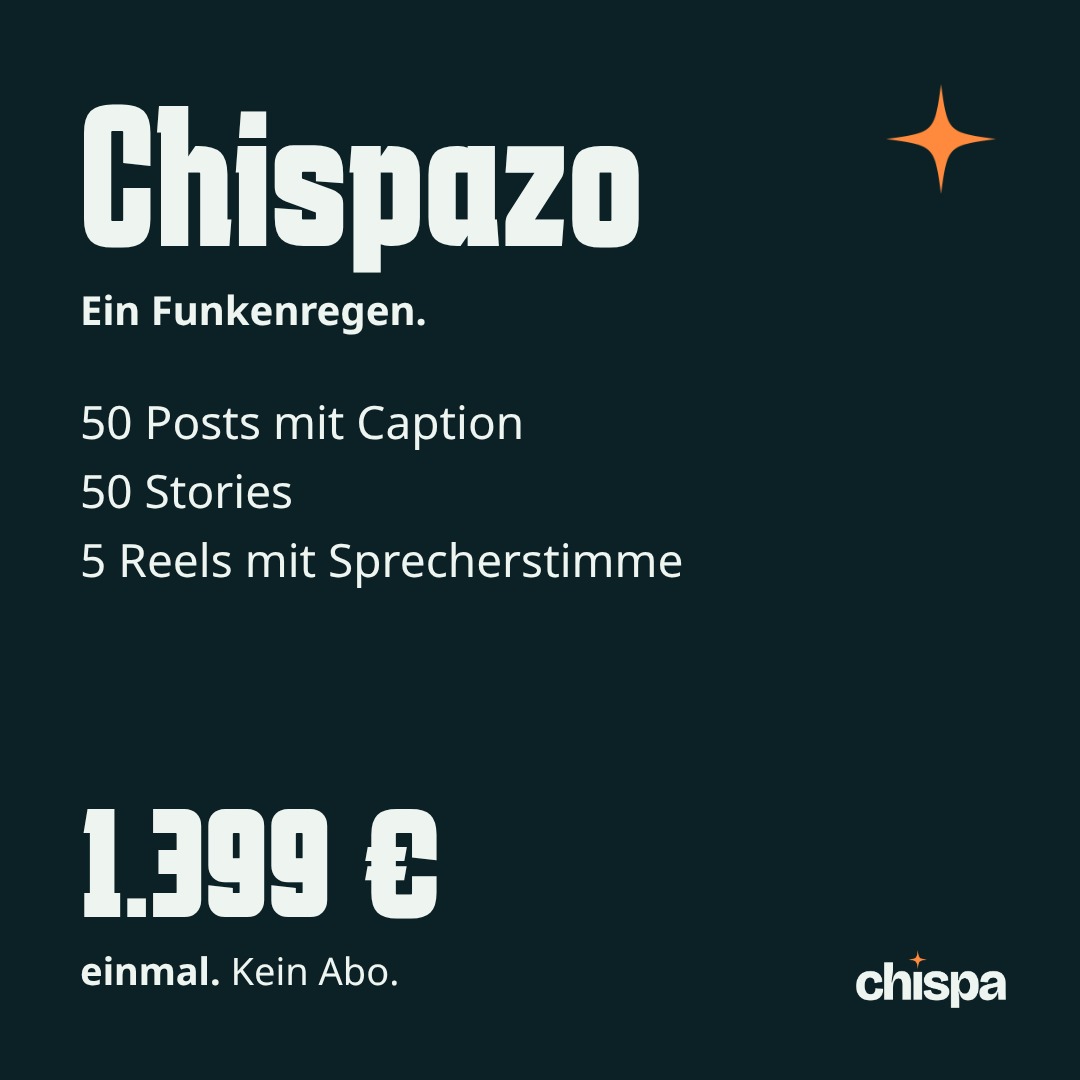 Chispazo
Ein Funkenregen.
50 Posts mit Caption
50 Stories
5 Reels mit Sprecherstimme
1.399 €
einmal. Kein Abo.
chispa